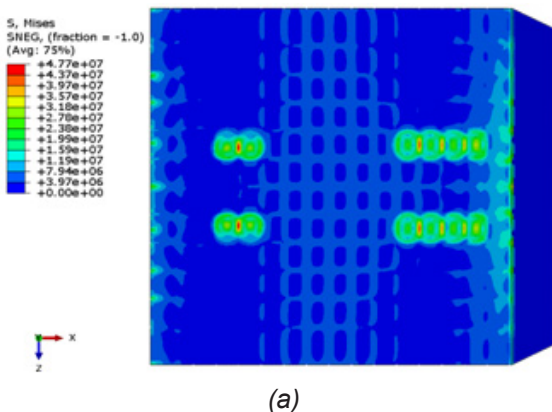 S, Mises
SNEG, (fraction = -1.0)
(Avg: 75%)
+4.77e+07
+4.37e+07
+3.97e+07
+3.57e+07
+3.18e+07
+2.78e+07
+2.38e+07
+1.99e+07
+1.59e+07
+1.19e+07
+7.94e+06
+3.97e+06
+0.00e+00
Y
X
Z
(a)